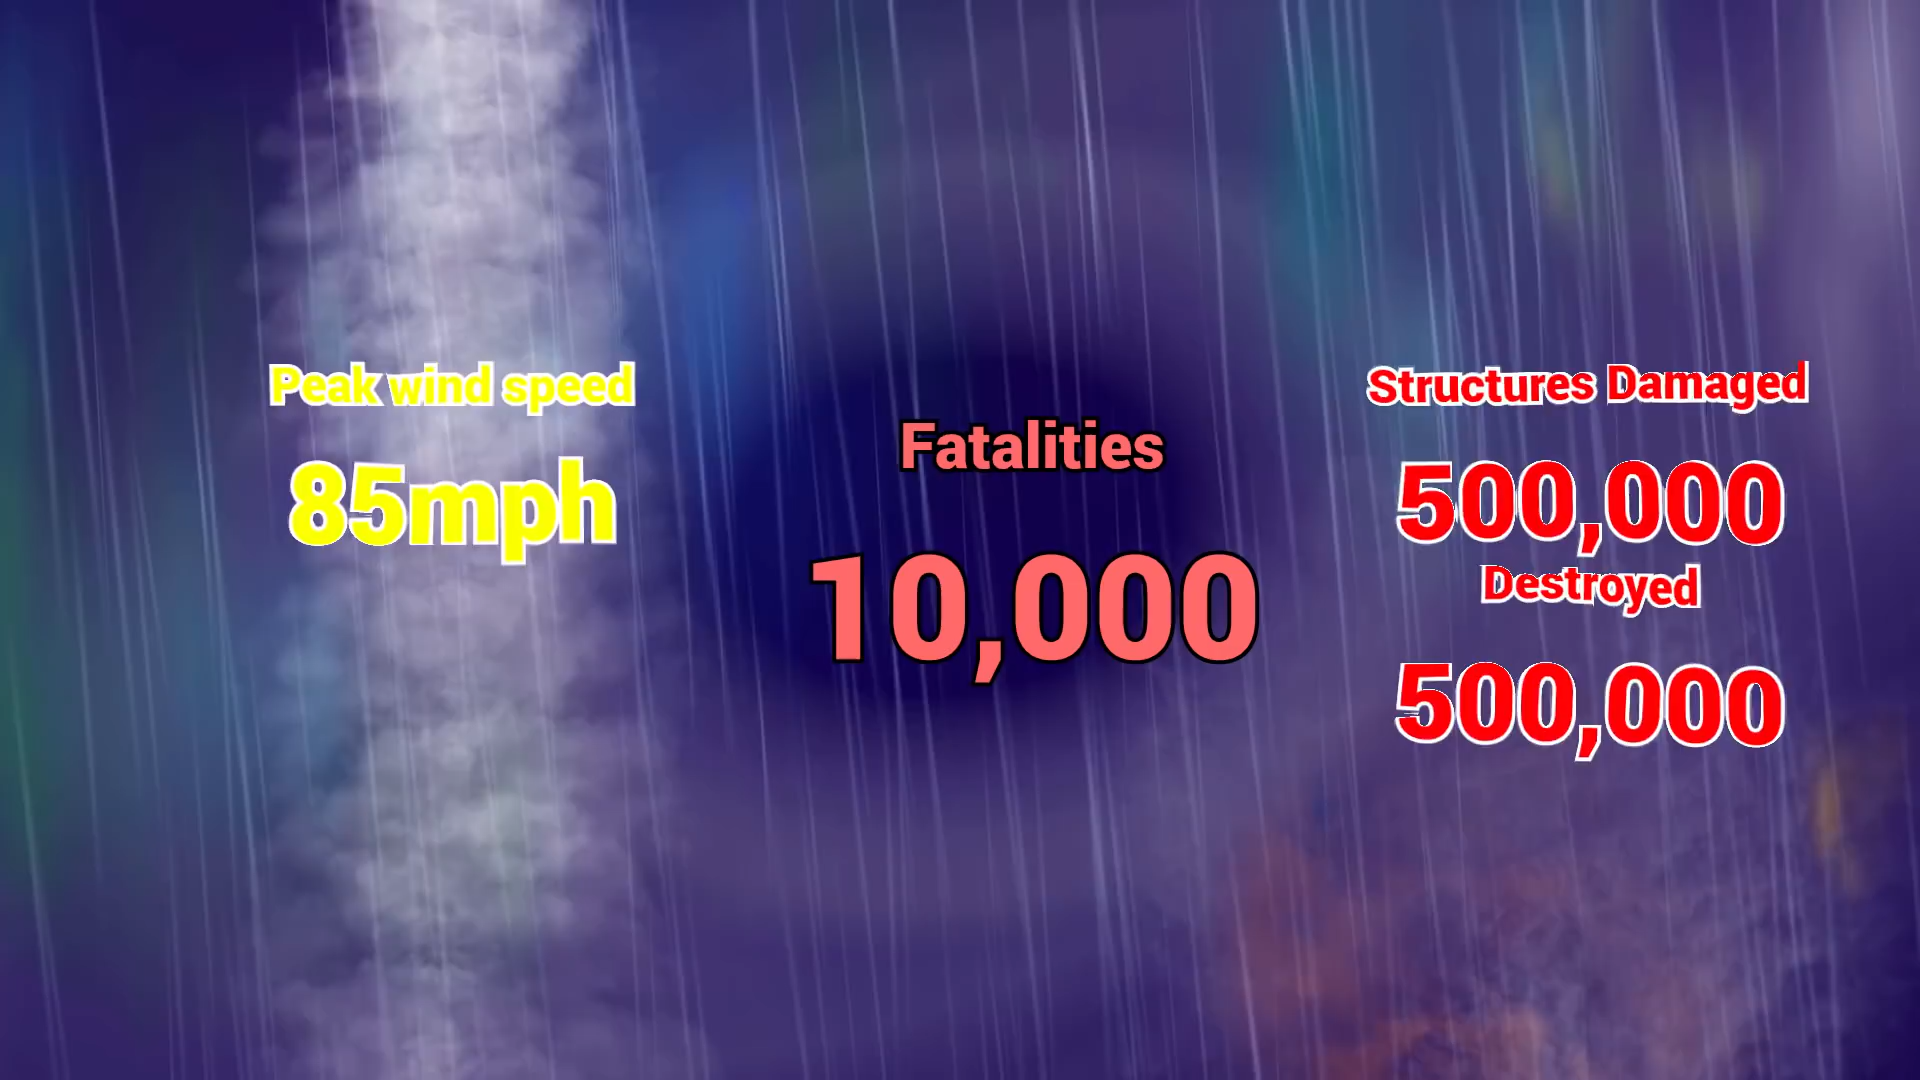 Peak wind speed
85mph
Fatalities
10,000
Structures Damaged
500,000
Destroyed
500,000